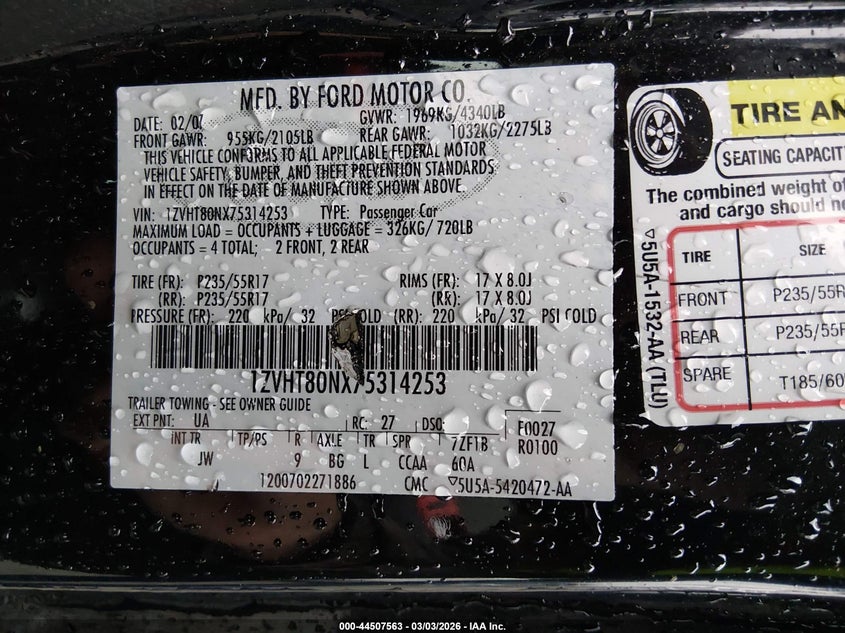 MFD. BY FORD MOTOR CO.
DATE: 02/07 GVWR: 1969KG/4340LB
FRONT GAWR: 955KG/2105LB REAR GAWR: 1032KG/2275LB
THIS VEHICLE CONFORMS TO ALL APPLICABLE FEDERAL MOTOR
VEHICLE SAFETY, BUMPER, AND THEFT PREVENTION STANDARDS
IN EFFECT ON THE DATE OF MANUFACTURE SHOWN ABOVE.
VIN: 1ZVHT80NX75314253 TYPE: Passenger Car
MAXIMUM LOAD = OCCUPANTS + LUGGAGE = 326KG/ 720LB
OCCUPANTS = 4 TOTAL; 2 FRONT, 2 REAR
TIRE (FR): P235/55R17 RIMS (FR): 17 X 8.0J
(RR): P235/55R17 (RR): 17 X 8.0J
PRESSURE (FR): 220 kPa/ 32 PSI COLD (RR): 220 kPa/ 32 PSI COLD
1ZVHT80NX75314253
TRAILER TOWING - SEE OWNER GUIDE
EXT PNT: UA RC: 27 DSO: F0027
INT TR TP/PS R AXLE TR SPR 7ZF1B R0100
JW 9 BG L CCAA 60A
1200702271886 CMC ▽5U5A-5420472-AA
TIRE AN
SEATING CAPACIT
The combined weight of
and cargo should ne
TIRE SIZE
FRONT P235/55R
REAR P235/55R
SPARE T185/60
▽5U5A-1532-AA (TLU)
000-44507563 - 03/03/2026 - IAA Inc.